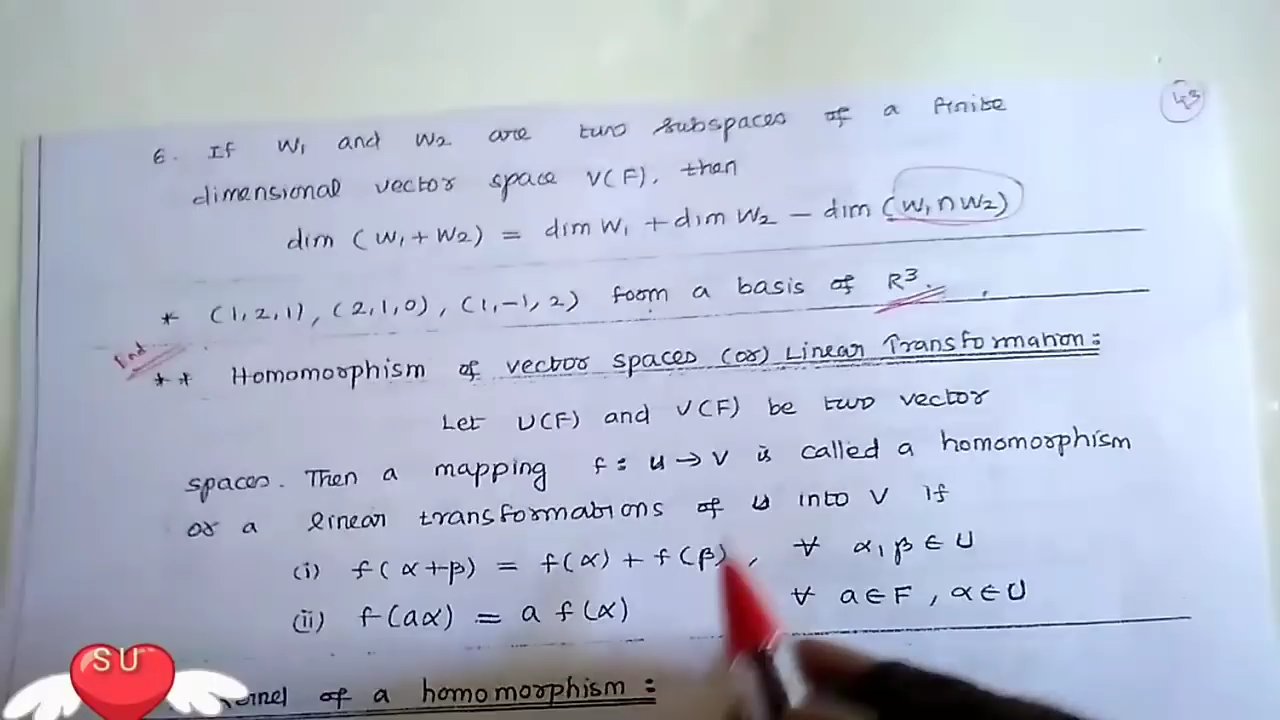 43
6. If W₁ and W₂ are two subspaces of a finite
dimensional vector space V(F), then
dim (W₁+W₂) = dim W₁ + dim W₂ − dim (W₁∩W₂)
* (1,2,1), (2,1,0), (1,-1,2) form a basis of R³.
** Homomorphism of vector spaces (or) Linear Transformation:
Let U(F) and V(F) be two vector
spaces. Then a mapping f: u → v is called a homomorphism
or a linear transformations of u into V if
(i) f(α+β) = f(α) + f(β), ∀ α, β ∈ U
(ii) f(aα) = a f(α) ∀ a∈F, α∈U
of a homomorphism:
SU